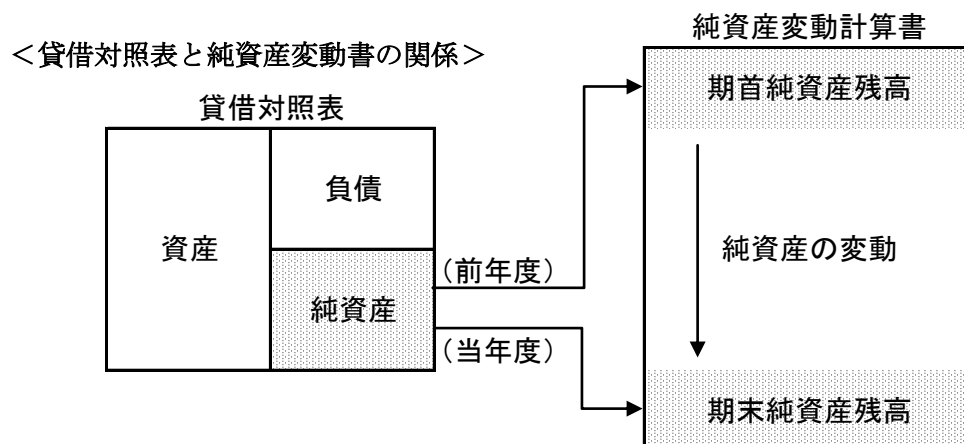 純資産変動計算書
<貸借対照表と純資産変動書の関係>
期首純資産残高
貸借対照表
負債
資産
純資産の変動
(前年度)
純資産
(当年度)
期末純資産残高